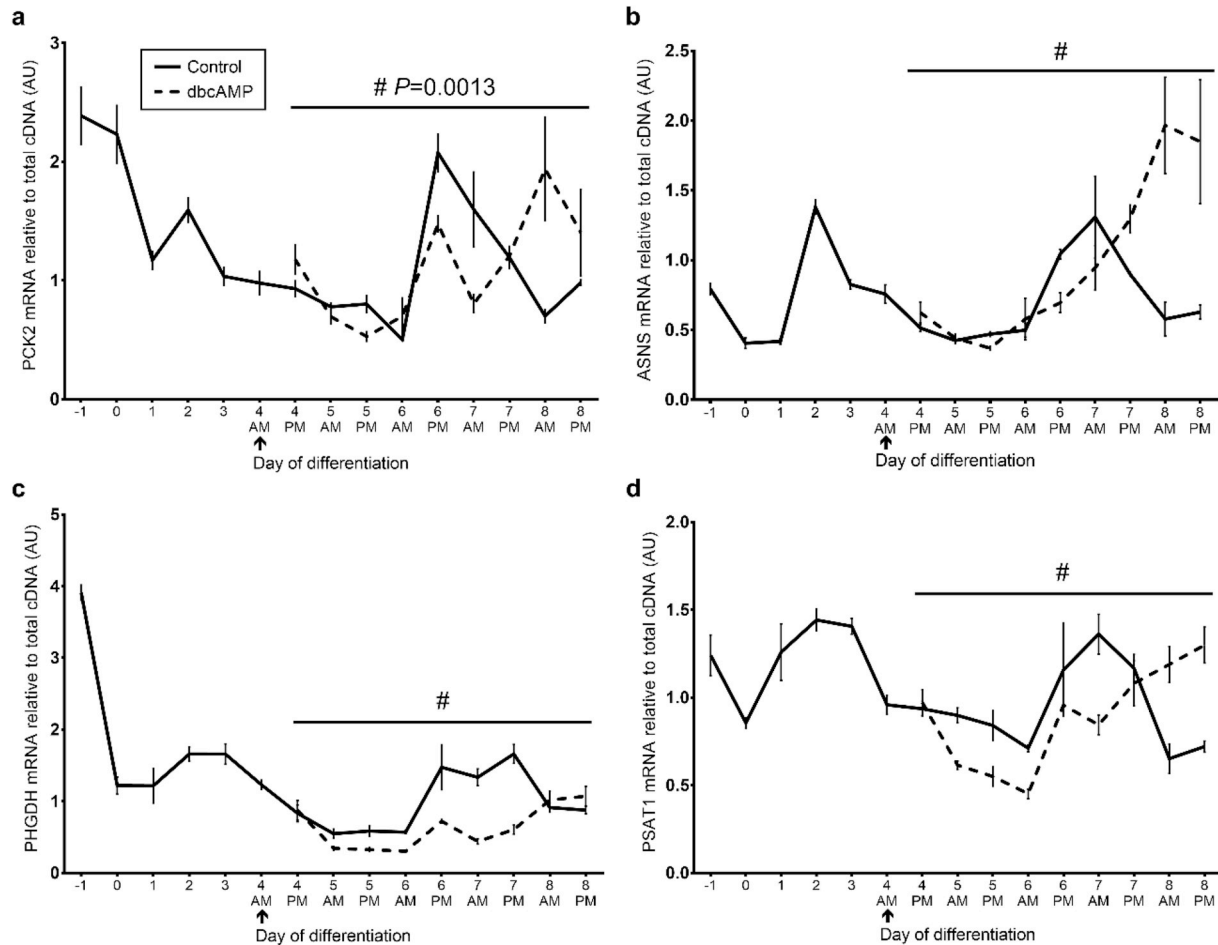 a
PCK2 mRNA relative to total cDNA (AU)
3
2
1
0
Control
dbcAMP
# P=0.0013
-1 0 1 2 3 4 4 5 5 6 6 7 7 8 8
AM PM AM PM AM PM AM PM AM PM
Day of differentiation
b
ASNS mRNA relative to total cDNA (AU)
2.5
2.0
1.5
1.0
0.5
0.0
#
-1 0 1 2 3 4 4 5 5 6 6 7 7 8 8
AM PM AM PM AM PM AM PM AM PM
Day of differentiation
c
PHGDH mRNA relative to total cDNA (AU)
5
4
3
2
1
0
#
-1 0 1 2 3 4 4 5 5 6 6 7 7 8 8
AM PM AM PM AM PM AM PM AM PM
Day of differentiation
d
PSAT1 mRNA relative to total cDNA (AU)
2.0
1.5
1.0
0.5
0.0
#
-1 0 1 2 3 4 4 5 5 6 6 7 7 8 8
AM PM AM PM AM PM AM PM AM PM
Day of differentiation